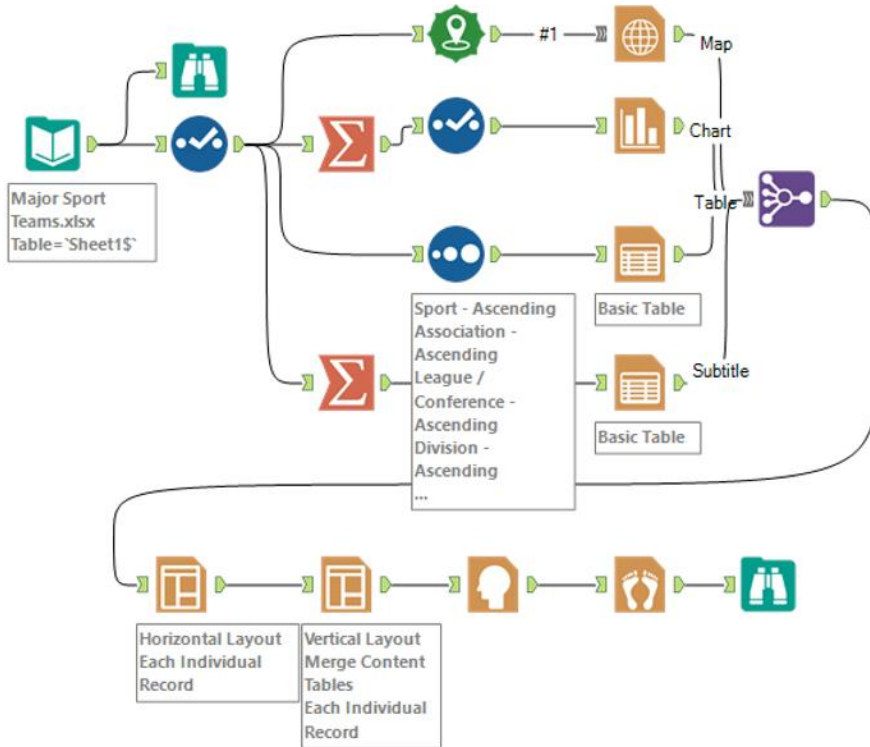 #1
Map
Chart
Table
Subtitle
Major Sport
Teams.xlsx
Table=`Sheet1$`
Sport - Ascending
Association -
Ascending
League /
Conference -
Ascending
Division -
Ascending
...
Basic Table
Basic Table
Horizontal Layout
Each Individual
Record
Vertical Layout
Merge Content
Tables
Each Individual
Record